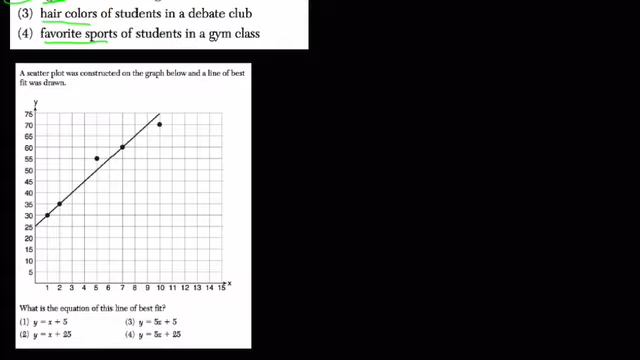 (3) hair colors of students in a debate club
(4) favorite sports of students in a gym class
A scatter plot was constructed on the graph below and a line of best
fit was drawn.
y
75
70
65
60
55
50
45
40
35
30
25
20
15
10
5
1 2 3 4 5 6 7 8 9 10 11 12 13 14 15 x
What is the equation of this line of best fit?
(1) y = x + 5 (3) y = 5x + 5
(2) y = x + 25 (4) y = 5x + 25